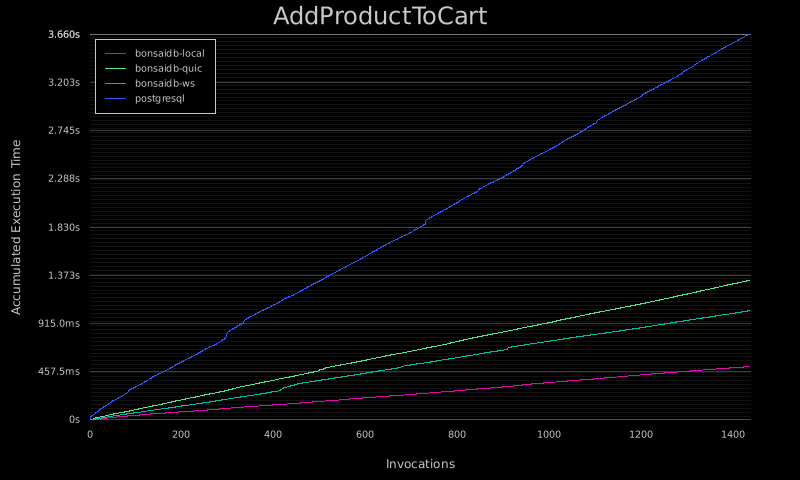 AddProductToCart
3.660s
3.203s
2.745s
2.288s
1.830s
1.373s
915.0ms
457.5ms
0s
bonsaidb-local
bonsaidb-quic
bonsaidb-ws
postgresql
Accumulated Execution Time
0 200 400 600 800 1000 1200 1400
Invocations